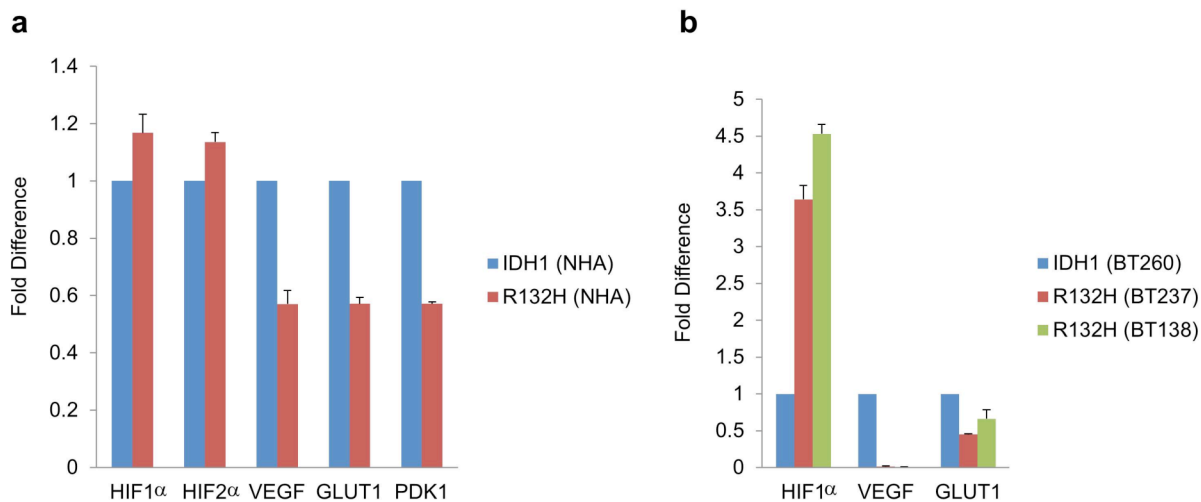 a
1.4
1.2
1
0.8
0.6
0.4
0.2
0
Fold Difference
HIF1α HIF2α VEGF GLUT1 PDK1
IDH1 (NHA)
R132H (NHA)
b
5
4.5
4
3.5
3
2.5
2
1.5
1
0.5
0
Fold Difference
HIF1α VEGF GLUT1
IDH1 (BT260)
R132H (BT237)
R132H (BT138)